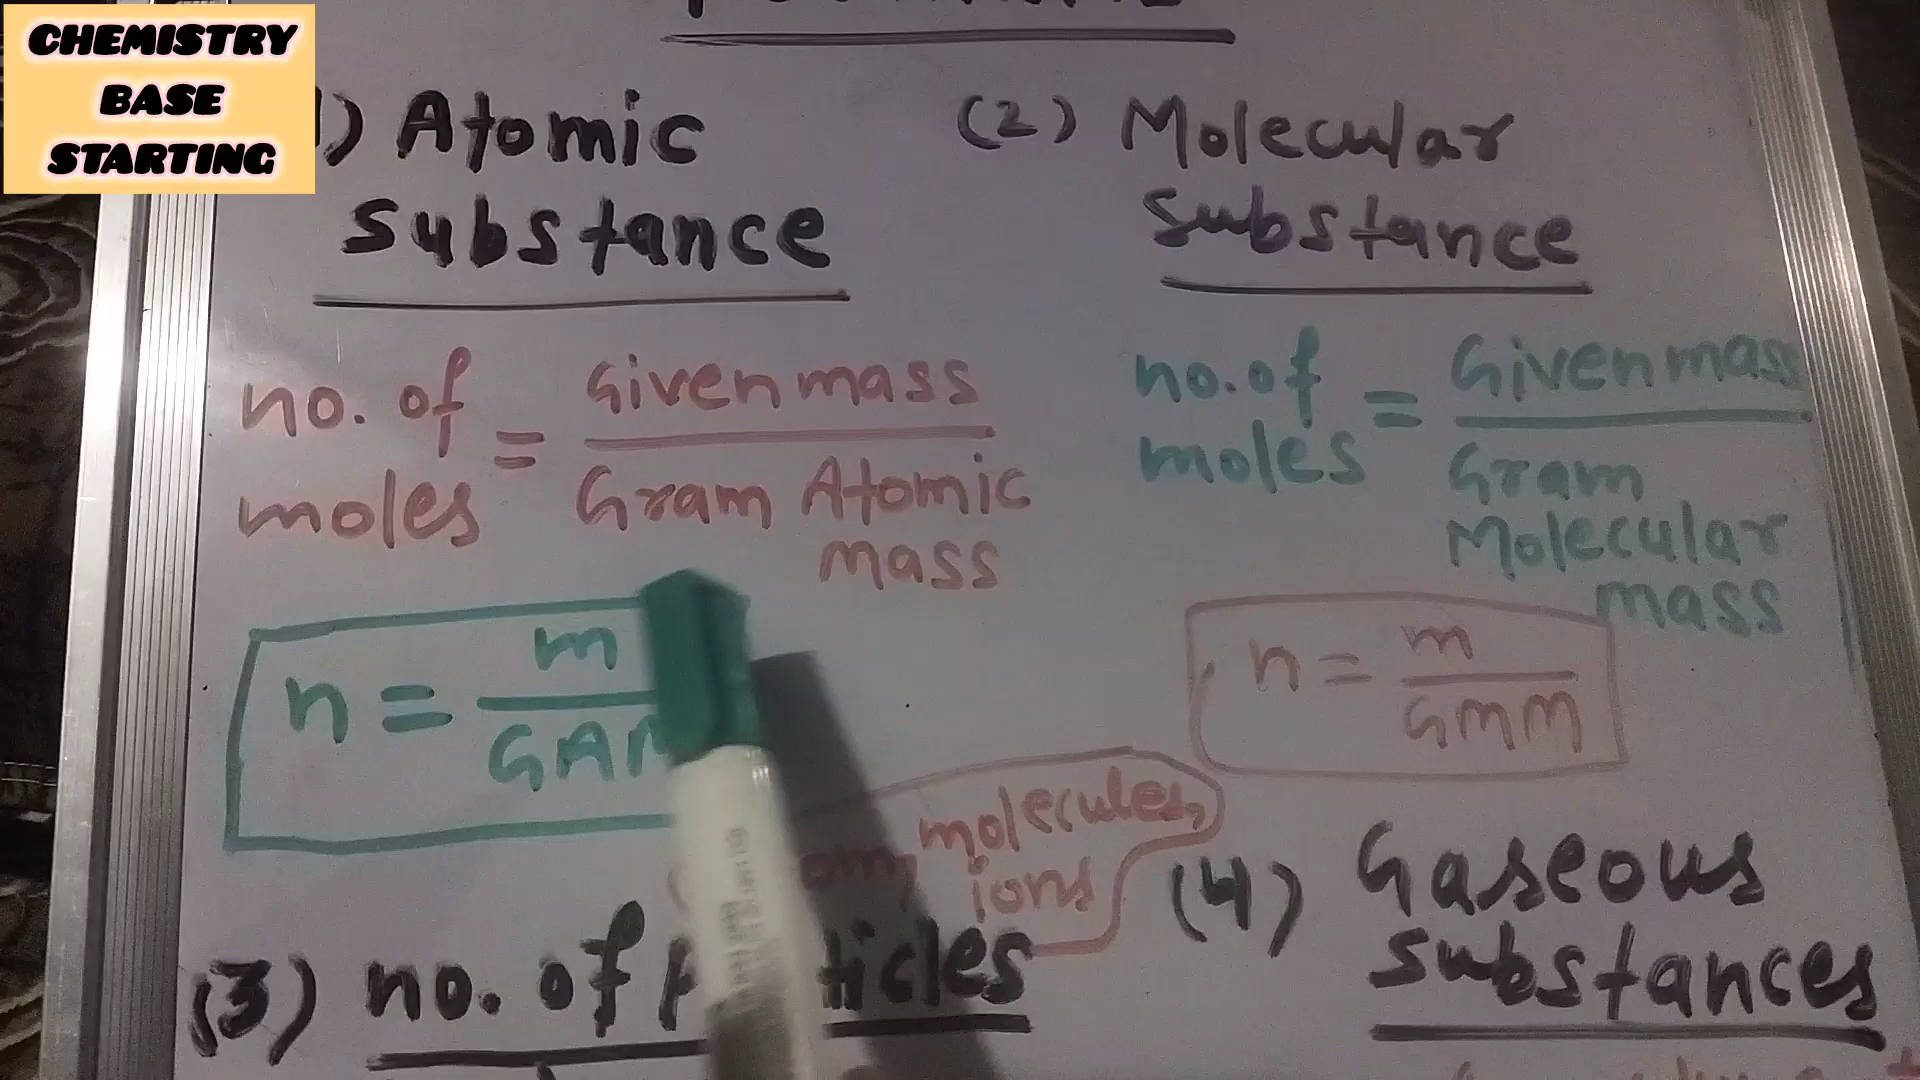 CHEMISTRY
BASE
STARTING
) Atomic
substance
no. of
moles
=
Given mass
Gram Atomic
mass
n = m
GA
(2) Molecular
substance
no. of
moles
=
Given mass
Gram
Molecular
mass
n = m
GMM
molecules,
ions
(3) no. of
(4) Gaseous
substances